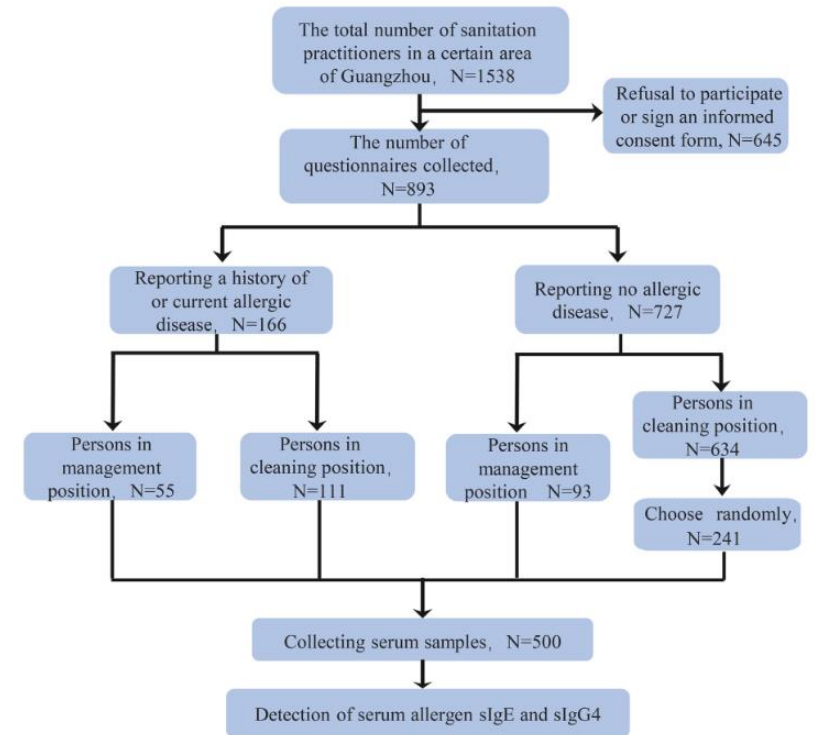 The total number of sanitation
practitioners in a certain area
of Guangzhou, N=1538
Refusal to participate
or sign an informed
consent form, N=645
The number of
questionnaires collected,
N=893
Reporting a history of
or current allergic
disease, N=166
Reporting no allergic
disease, N=727
Persons in
management
position, N=55
Persons in
cleaning position,
N=111
Persons in
management
position N=93
Persons in
cleaning position,
N=634
Choose randomly,
N=241
Collecting serum samples, N=500
Detection of serum allergen sIgE and sIgG4